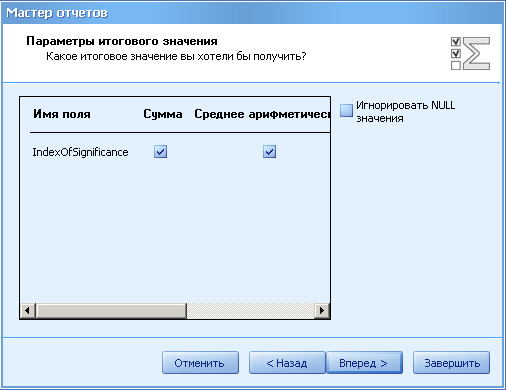 Мастер отчетов
Параметры итогового значения
Какое итоговое значение вы хотели бы получить?
Имя поля Сумма Среднее арифметическ
Игнорировать NULL
значения
IndexOfSignificance
Отменить < Назад Вперед > Завершить